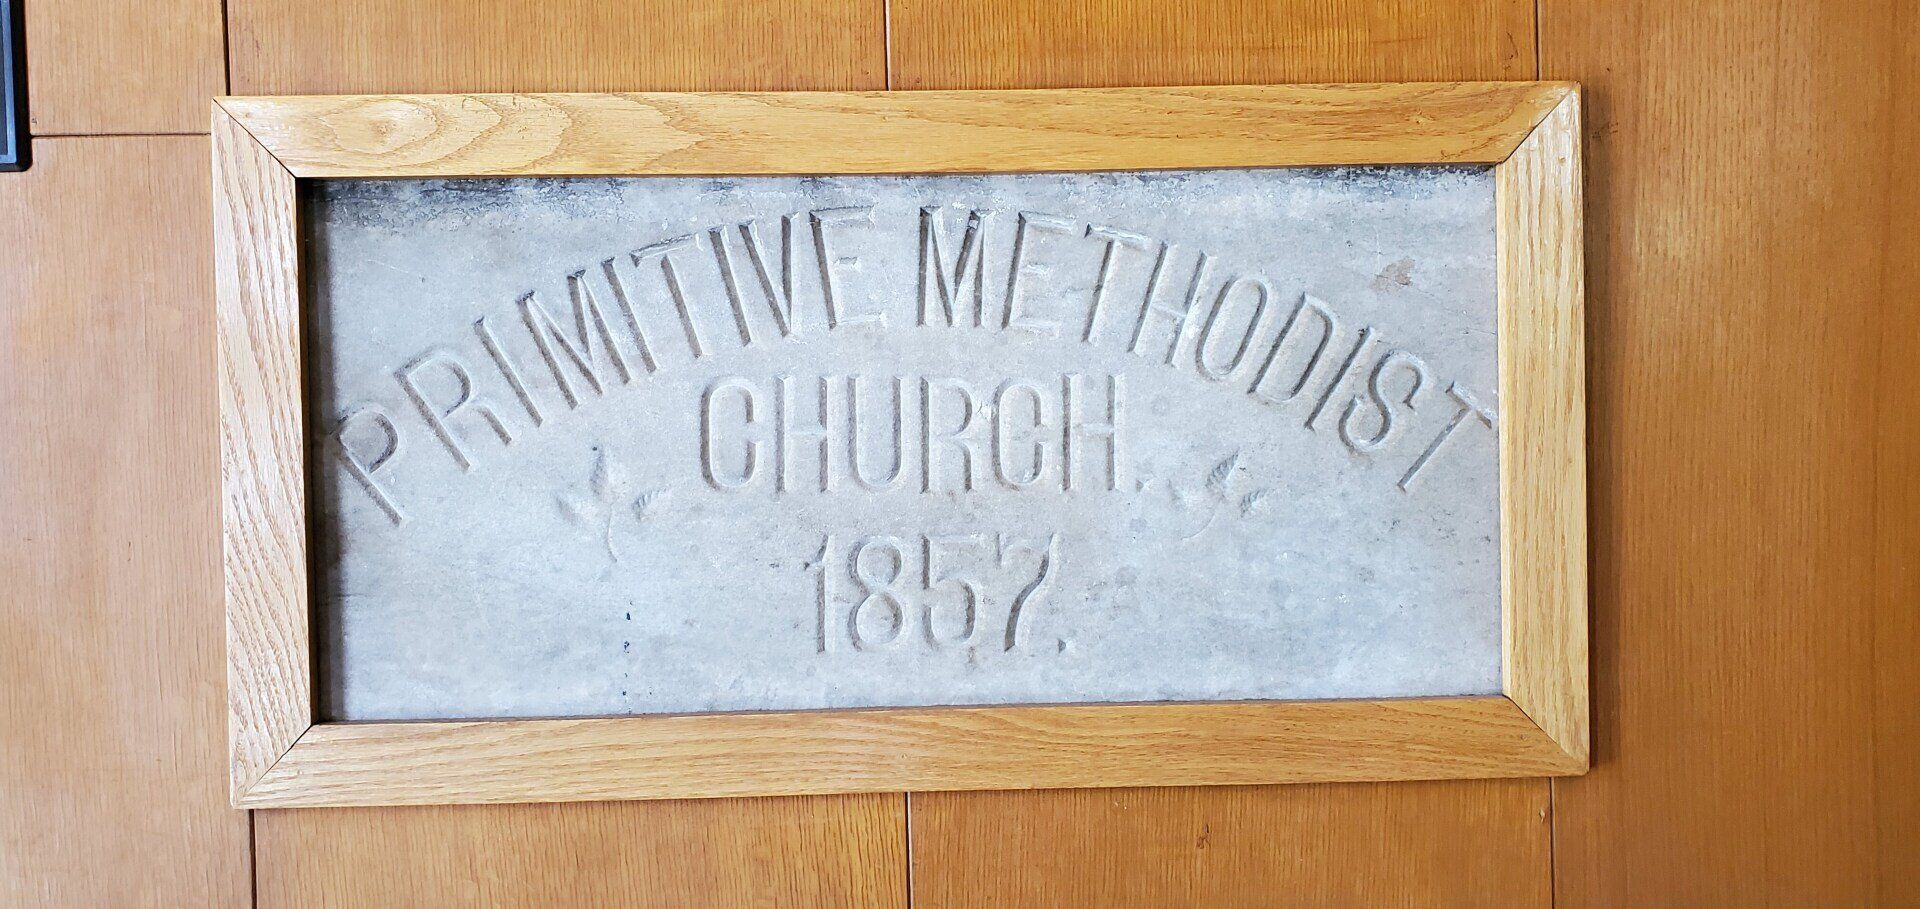 PRIMITIVE METHODIST
CHURCH.
1857.